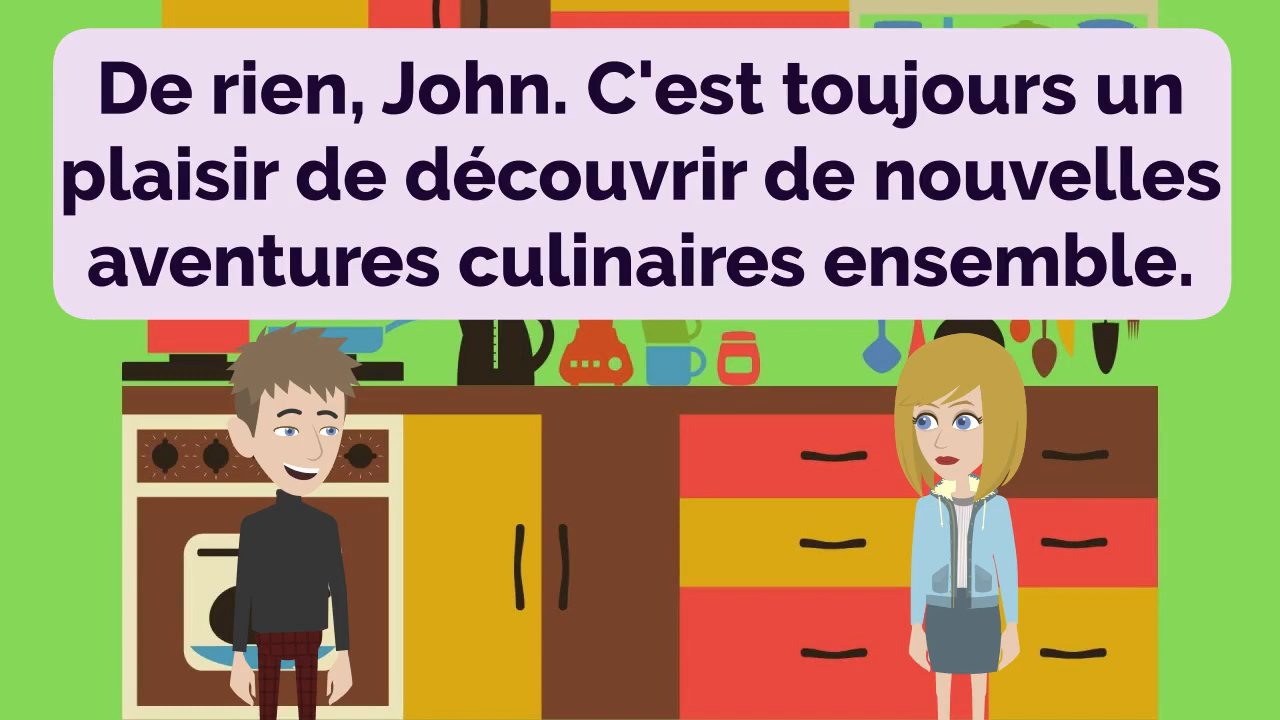 De rien, John. C'est toujours un
plaisir de découvrir de nouvelles
aventures culinaires ensemble.